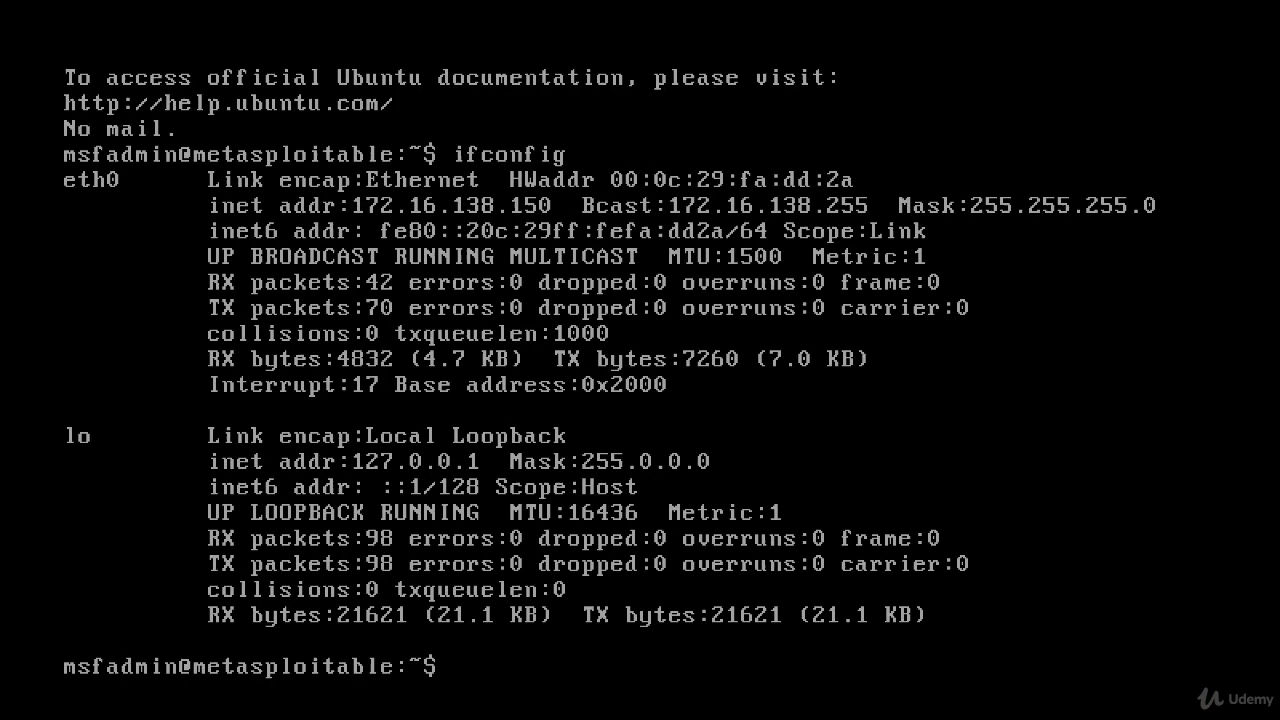 To access official Ubuntu documentation, please visit:
http://help.ubuntu.com/
No mail.
msfadmin@metasploitable:~$ ifconfig
eth0      Link encap:Ethernet  HWaddr 00:0c:29:fa:dd:2a
          inet addr:172.16.138.150  Bcast:172.16.138.255  Mask:255.255.255.0
          inet6 addr: fe80::20c:29ff:fefa:dd2a/64 Scope:Link
          UP BROADCAST RUNNING MULTICAST  MTU:1500  Metric:1
          RX packets:42 errors:0 dropped:0 overruns:0 frame:0
          TX packets:70 errors:0 dropped:0 overruns:0 carrier:0
          collisions:0 txqueuelen:1000
          RX bytes:4832 (4.7 KB)  TX bytes:7260 (7.0 KB)
          Interrupt:17 Base address:0x2000

lo        Link encap:Local Loopback
          inet addr:127.0.0.1  Mask:255.0.0.0
          inet6 addr: ::1/128 Scope:Host
          UP LOOPBACK RUNNING  MTU:16436  Metric:1
          RX packets:98 errors:0 dropped:0 overruns:0 frame:0
          TX packets:98 errors:0 dropped:0 overruns:0 carrier:0
          collisions:0 txqueuelen:0
          RX bytes:21621 (21.1 KB)  TX bytes:21621 (21.1 KB)

msfadmin@metasploitable:~$
Udemy